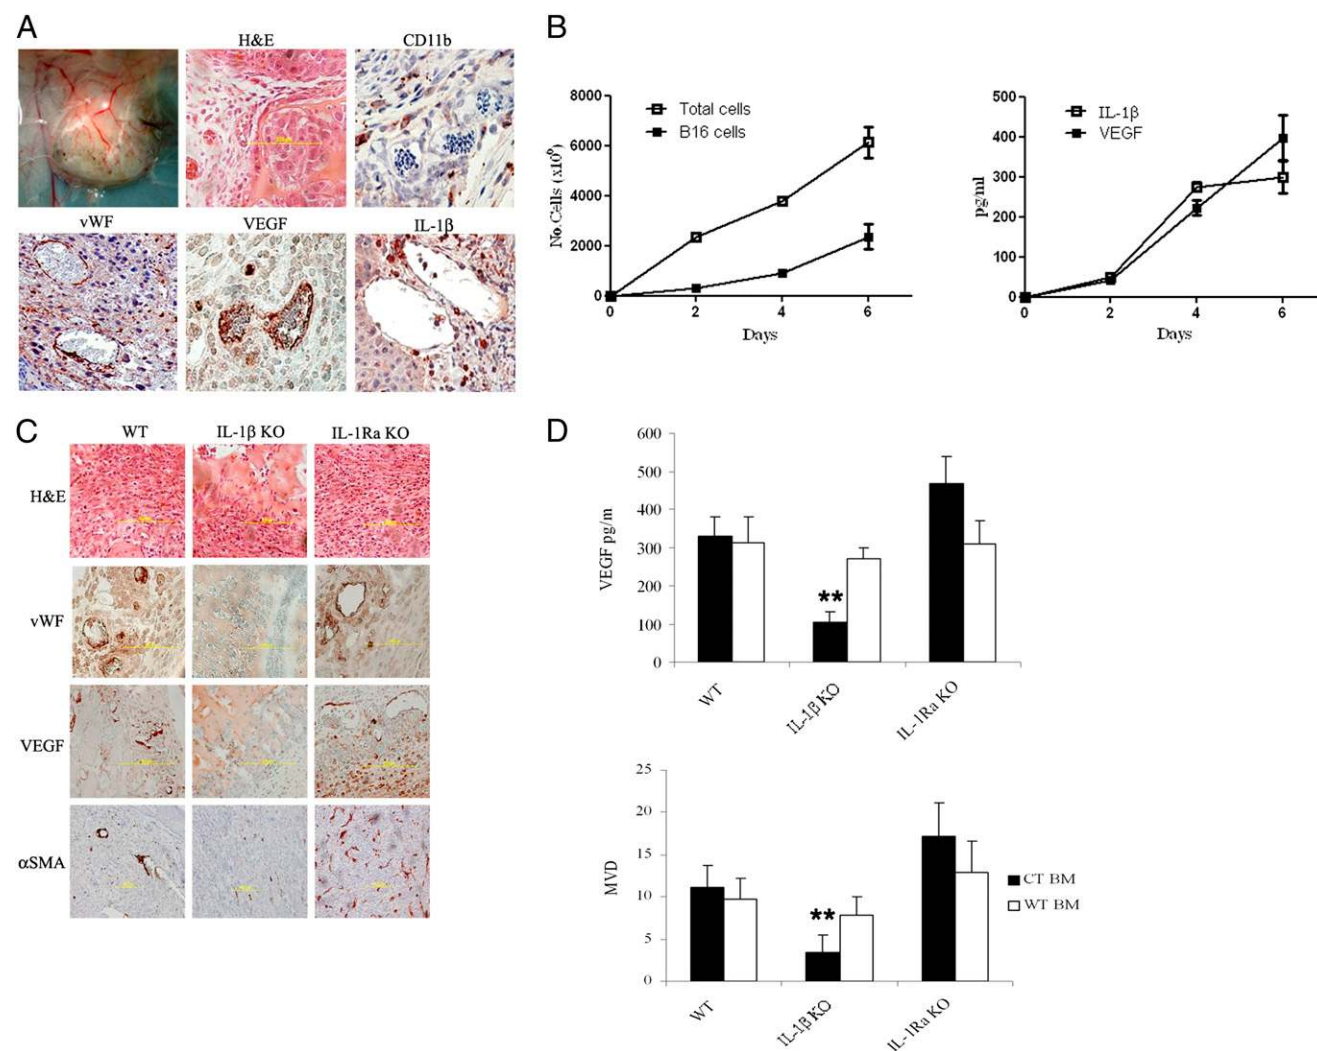 A
H&E
CD11b
vWF
VEGF
IL-1β
B
8000
6000
4000
2000
0
No.Cells (x10⁶)
Total cells
B16 cells
0 2 4 6
Days
500
400
300
200
100
0
pg/ml
IL-1β
VEGF
0 2 4 6
Days
C
WT IL-1β KO IL-1Ra KO
H&E
vWF
VEGF
αSMA
D
600
500
400
300
200
100
0
VEGF pg/m
**
WT
IL-1β KO
IL-1Ra KO
25
20
15
10
5
0
MVD
**
WT
IL-1β KO
IL-1Ra KO
CT BM
WT BM